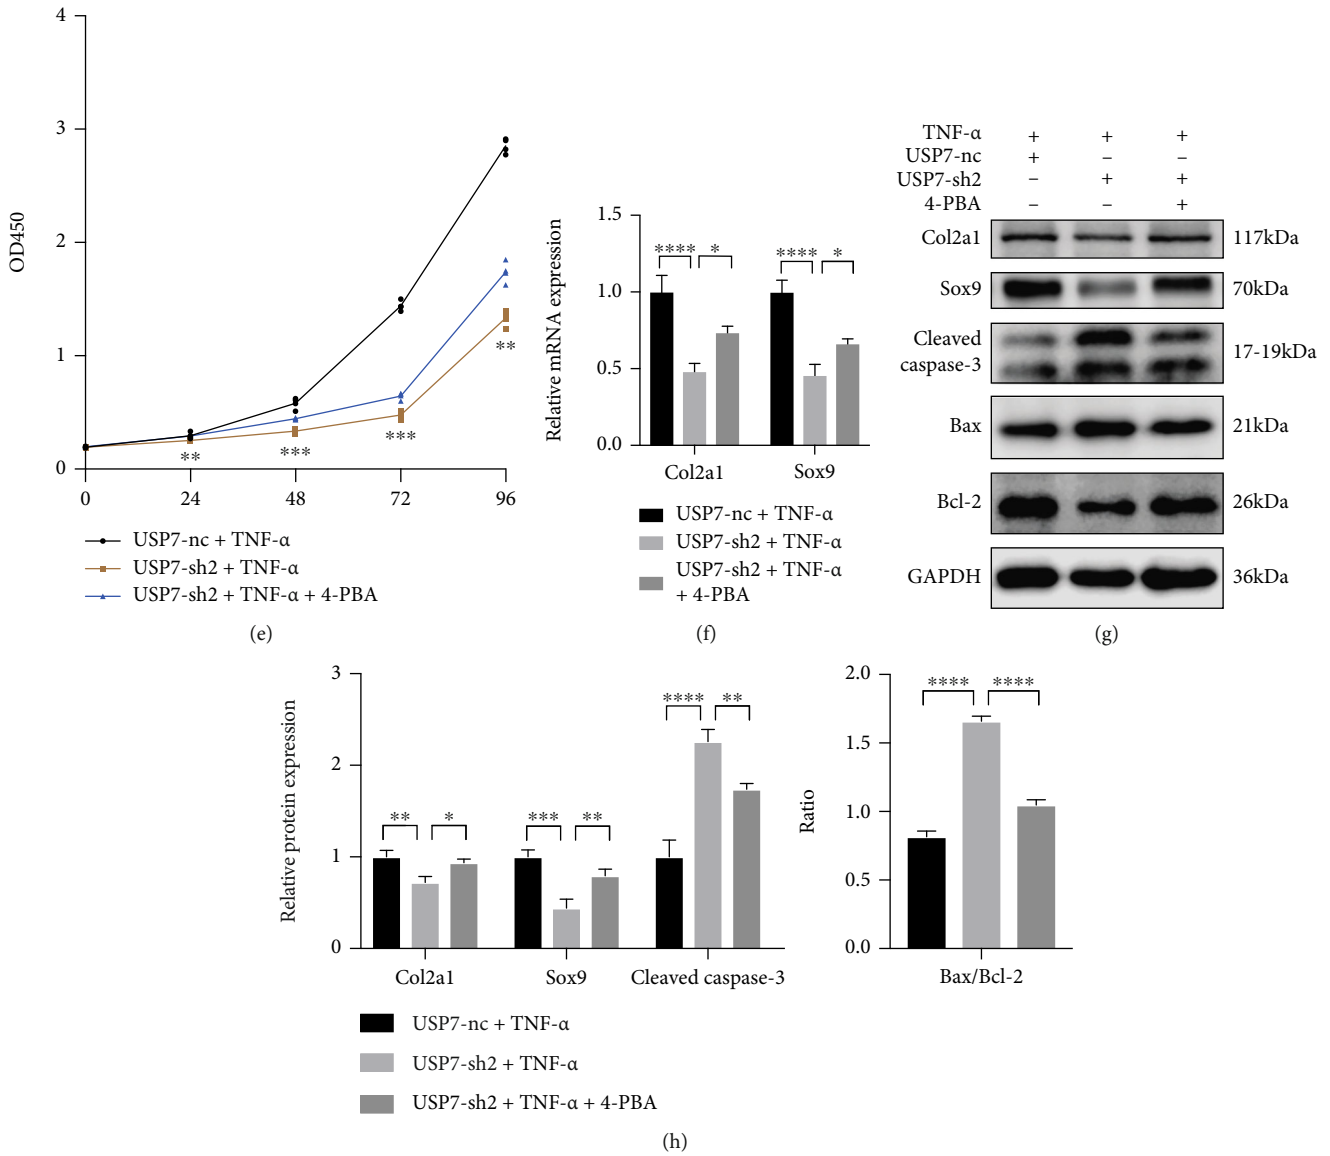 4
3
2
1
0
OD450
0 24 48 72 96
** *** *** **
USP7-nc + TNF-α
USP7-sh2 + TNF-α
USP7-sh2 + TNF-α + 4-PBA
(e)
1.5
1.0
0.5
0.0
Relative mRNA expression
**** * **** *
Col2a1 Sox9
USP7-nc + TNF-α
USP7-sh2 + TNF-α
USP7-sh2 + TNF-α
+ 4-PBA
(f)
TNF-α + + +
USP7-nc + – –
USP7-sh2 – + +
4-PBA – – +
Col2a1 117kDa
Sox9 70kDa
Cleaved
caspase-3 17-19kDa
Bax 21kDa
Bcl-2 26kDa
GAPDH 36kDa
(g)
3
2
1
0
Relative protein expression
** * *** ** **** **
Col2a1 Sox9 Cleaved caspase-3
USP7-nc + TNF-α
USP7-sh2 + TNF-α
USP7-sh2 + TNF-α + 4-PBA
2.0
1.5
1.0
0.5
0.0
Ratio
**** ****
Bax/Bcl-2
(h)